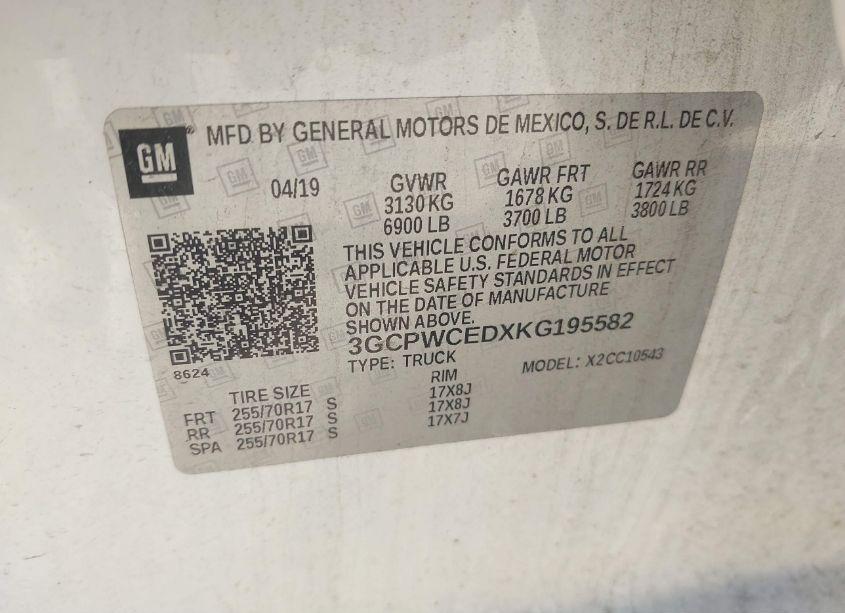 GM ® MFD BY GENERAL MOTORS DE MEXICO, S. DE R.L. DE C.V.
04/19 GVWR GAWR FRT GAWR RR
3130 KG 1678 KG 1724 KG
6900 LB 3700 LB 3800 LB
THIS VEHICLE CONFORMS TO ALL
APPLICABLE U.S. FEDERAL MOTOR
VEHICLE SAFETY STANDARDS IN EFFECT
ON THE DATE OF MANUFACTURE
SHOWN ABOVE.
3GCPWCEDXKG195582
8624
TYPE: TRUCK MODEL: X2CC10543
TIRE SIZE RIM
FRT 255/70R17 S 17X8J
RR 255/70R17 S 17X8J
SPA 255/70R17 S 17X7J